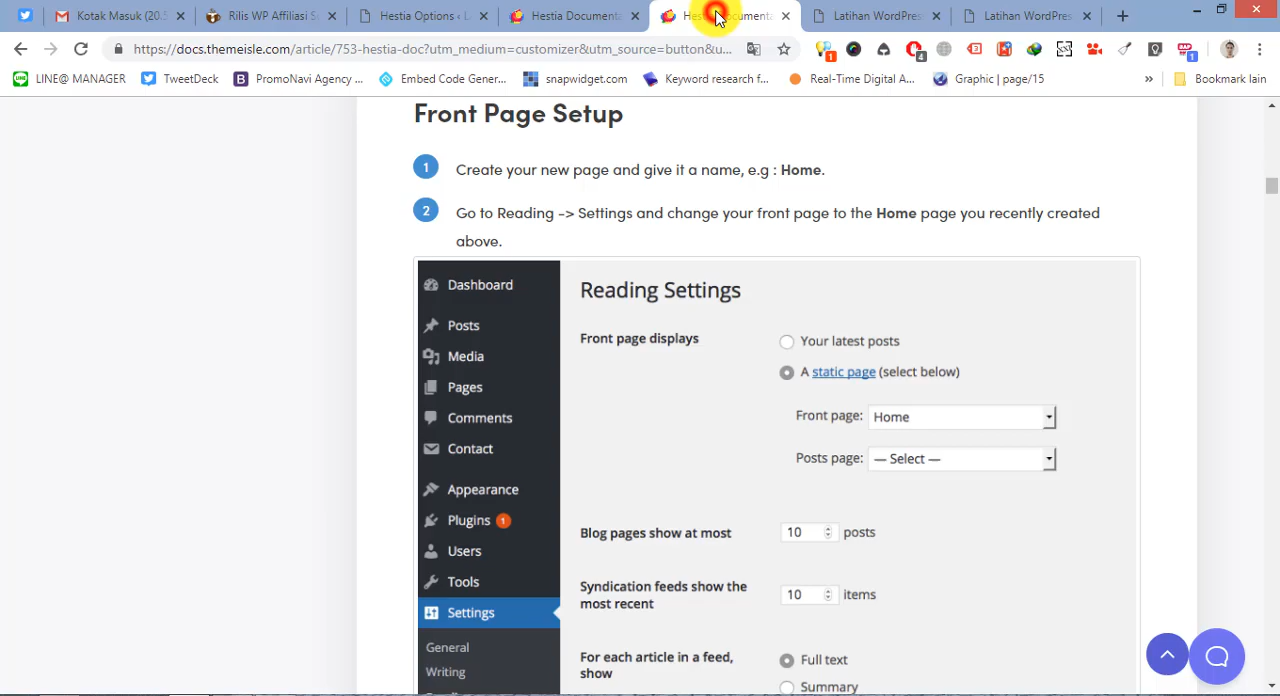 Kotak Masuk (20.
Rilis WP Affiliasi S
Hestia Options ‹ L
Hestia Documenta
Hestia Documenta
Latihan WordPres
Latihan WordPres
https://docs.themeisle.com/article/753-hestia-doc?utm_medium=customizer&utm_source=button&u...
LINE@ MANAGER
TweetDeck
PromoNavi Agency ...
Embed Code Gener...
snapwidget.com
Keyword research f...
Real-Time Digital A...
Graphic | page/15
»
Bookmark lain
Front Page Setup
1 Create your new page and give it a name, e.g : Home.
2 Go to Reading -> Settings and change your front page to the Home page you recently created
above.
Dashboard
Posts
Media
Pages
Comments
Contact
Appearance
Plugins 1
Users
Tools
Settings
General
Writing
Reading Settings
Front page displays
Your latest posts
A static page (select below)
Front page: Home
Posts page: — Select —
Blog pages show at most 10 posts
Syndication feeds show the
most recent
10 items
For each article in a feed,
show
Full text
Summary